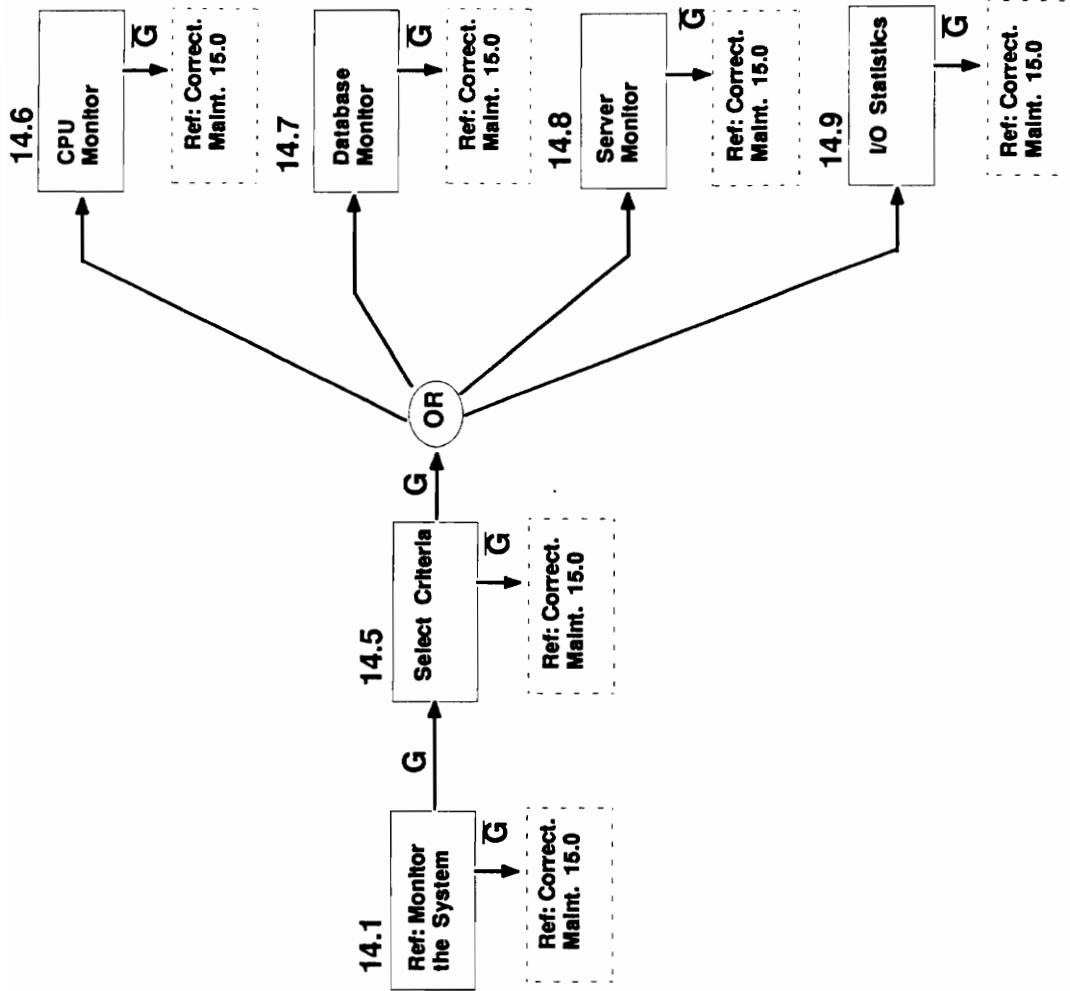 14.1
Ref: Monitor
the System
G
G̅
Ref: Correct.
Maint. 15.0
14.5
Select Criteria
G
G̅
Ref: Correct.
Maint. 15.0
OR
14.6
CPU
Monitor
G̅
Ref: Correct.
Maint. 15.0
14.7
Database
Monitor
G̅
Ref: Correct.
Maint. 15.0
14.8
Server
Monitor
G̅
Ref: Correct.
Maint. 15.0
14.9
I/O Statistics
G̅
Ref: Correct.
Maint. 15.0